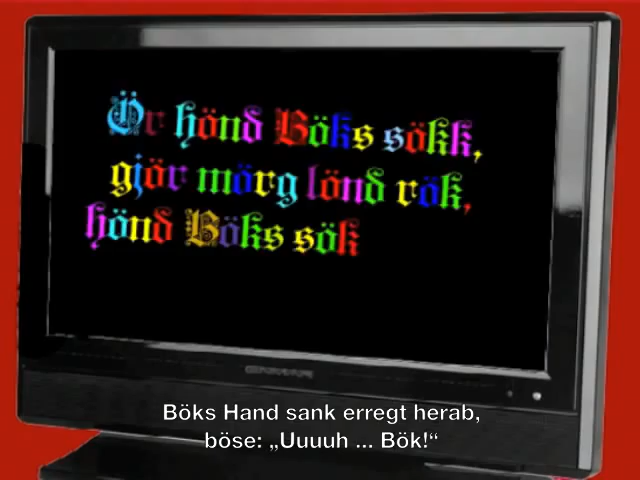 Ör hönd Böks sökk,
gjör mörg lönd rök,
hönd Böks sök
Böks Hand sank erregt herab,
böse: „Uuuuh ... Bök!“